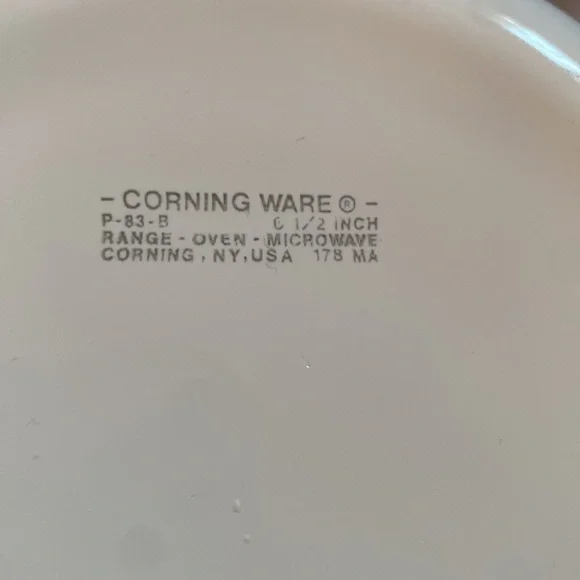 - CORNING WARE ® -
P-83-B 6 1/2 INCH
RANGE - OVEN - MICROWAVE
CORNING , NY, USA 178 MA